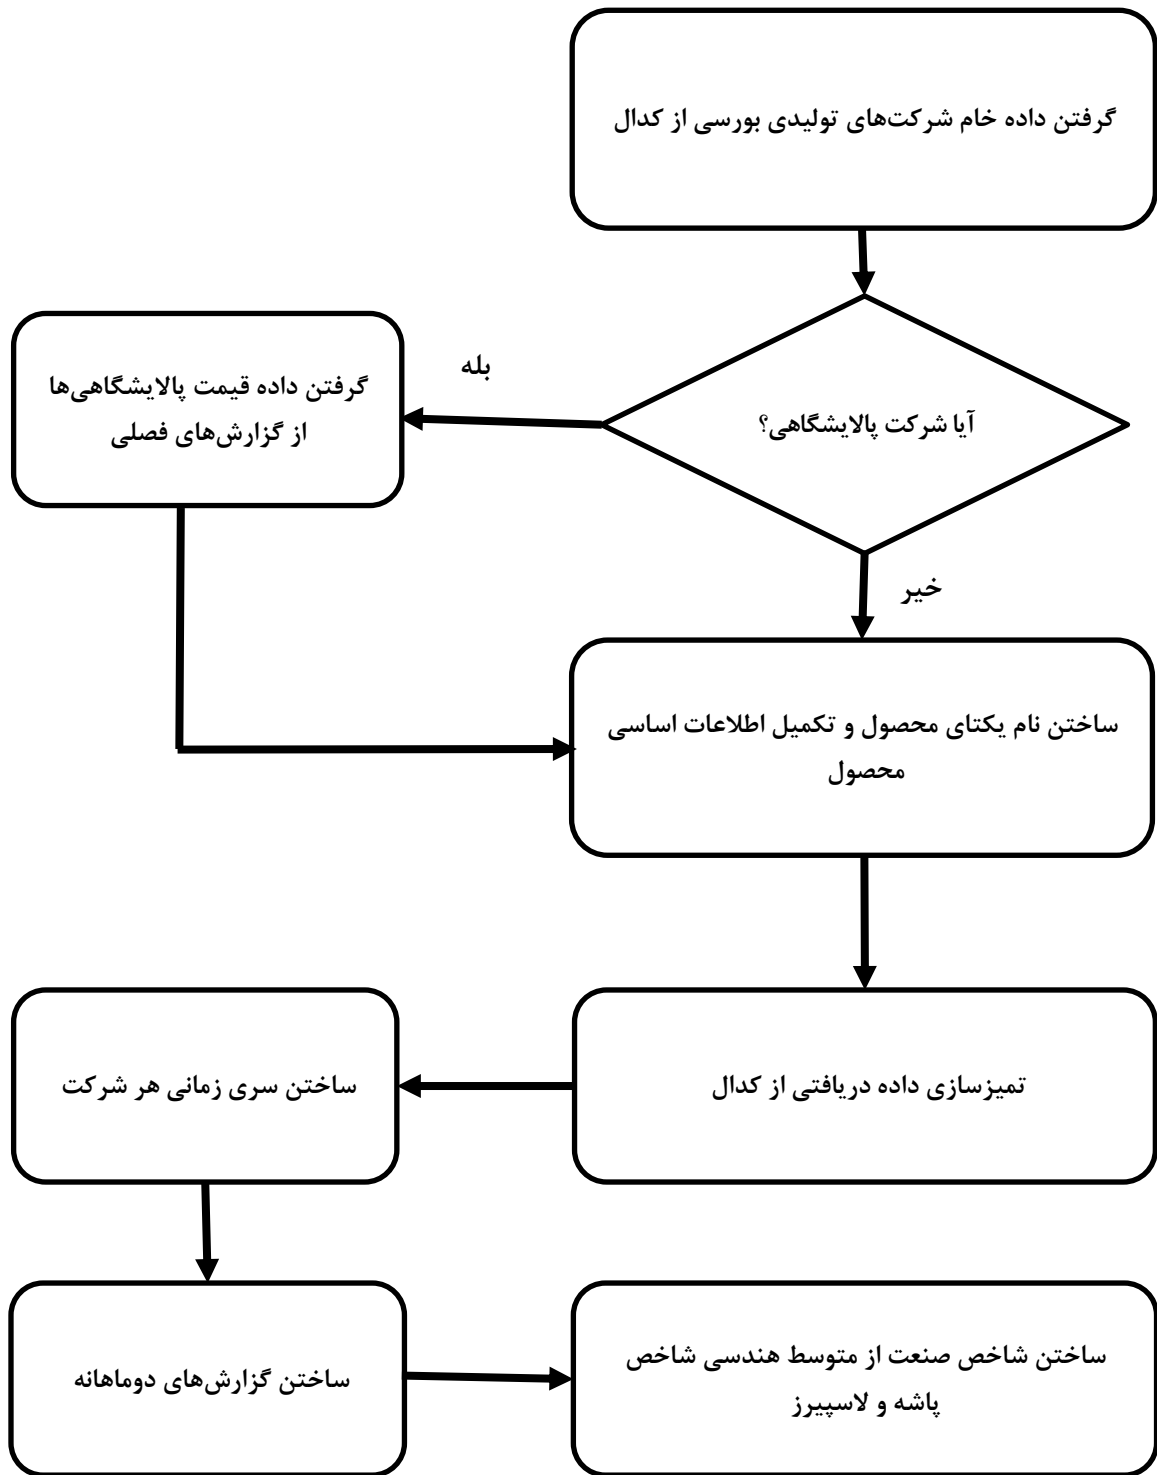 گرفتن داده خام شرکت‌های تولیدی بورسی از کدال
آیا شرکت پالایشگاهی؟
بله
گرفتن داده قیمت پالایشگاهی‌ها
از گزارش‌های فصلی
خیر
ساختن نام یکتای محصول و تکمیل اطلاعات اساسی
محصول
تمیزسازی داده دریافتی از کدال
ساختن سری زمانی هر شرکت
ساختن گزارش‌های دوماهانه
ساختن شاخص صنعت از متوسط هندسی شاخص
پاشه و لاسپیرز